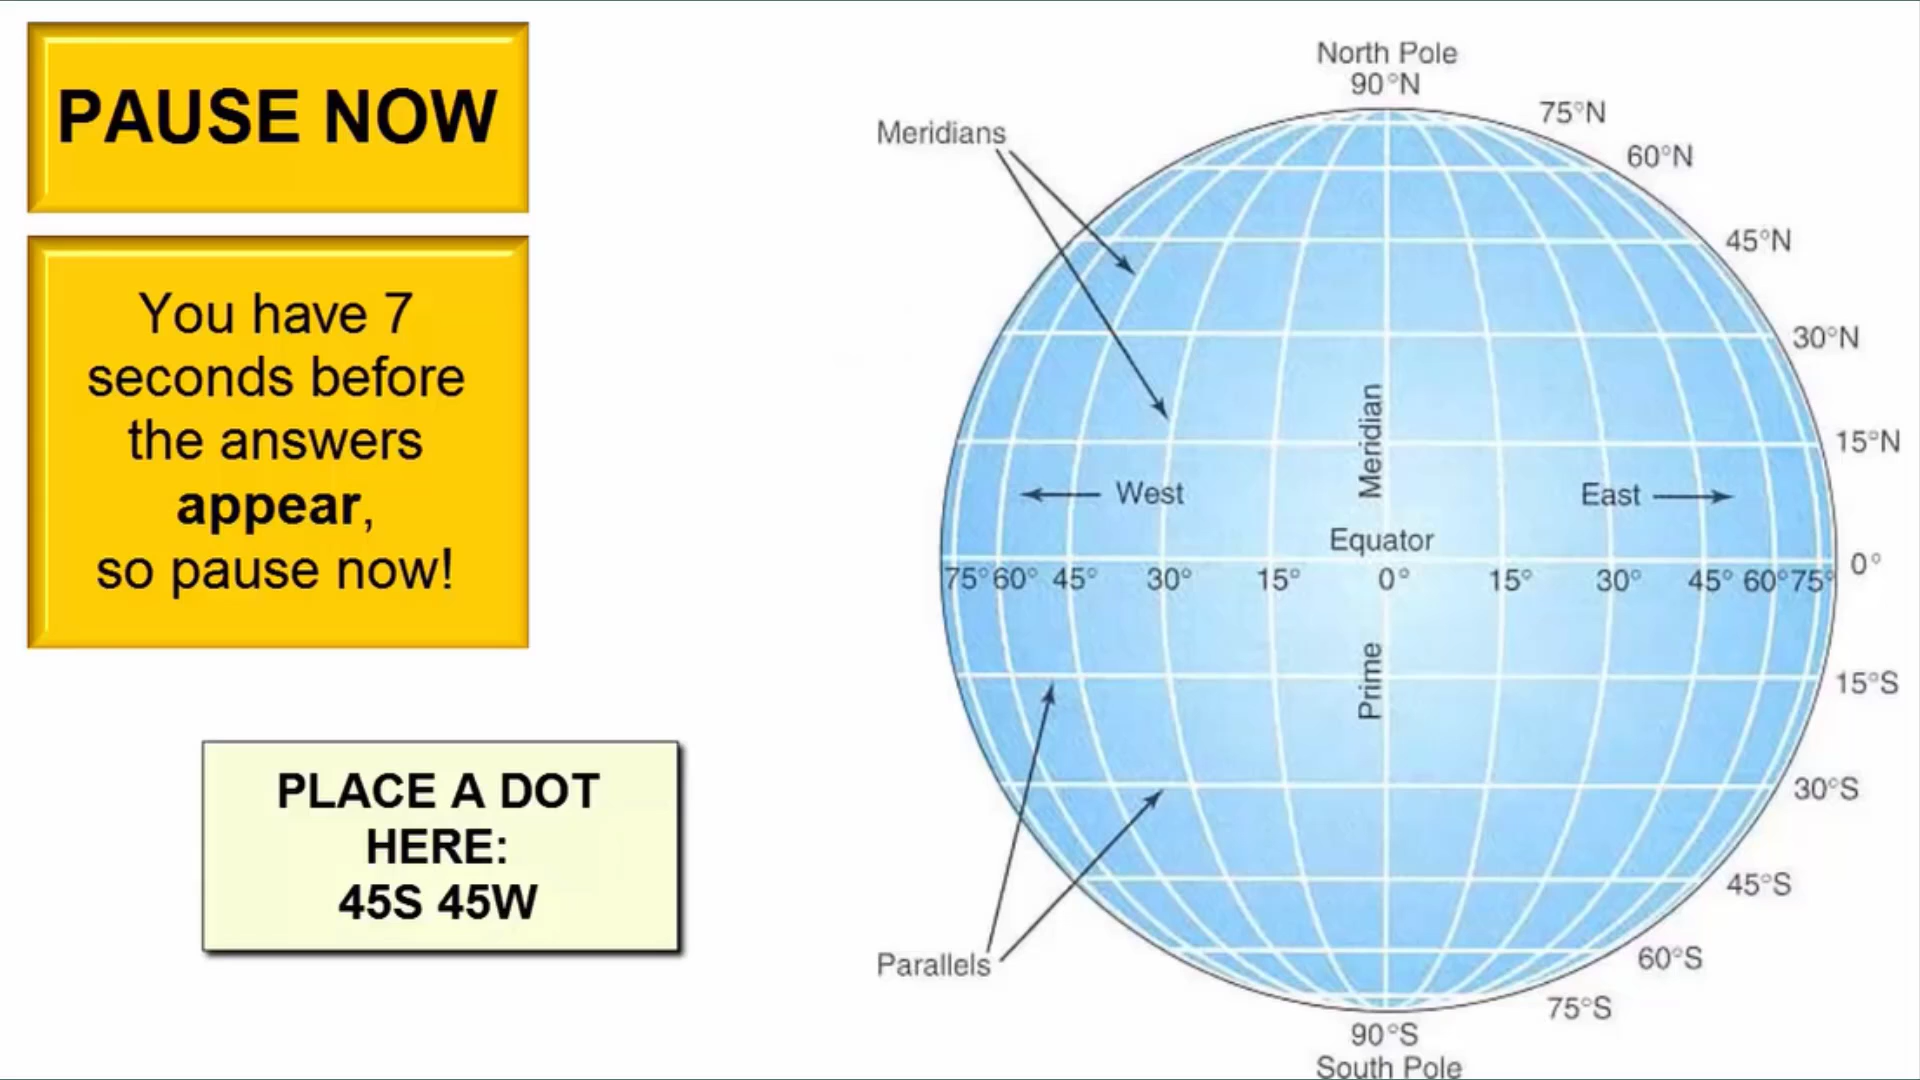 PAUSE NOW
You have 7
seconds before
the answers
appear,
so pause now!
PLACE A DOT
HERE:
45S 45W
North Pole
90°N
75°N
60°N
45°N
30°N
15°N
Meridians
West
Meridian
East
Equator
0°
75° 60° 45° 30° 15° 0° 15° 30° 45° 60° 75°
Prime
15°S
30°S
45°S
60°S
75°S
Parallels
90°S
South Pole